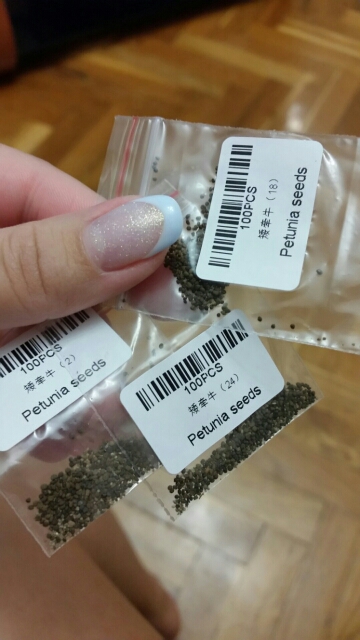 100PCS
矮牵牛（18）
Petunia seeds
100PCS
矮牵牛（2）
Petunia seeds
100PCS
矮牵牛（24）
Petunia seeds